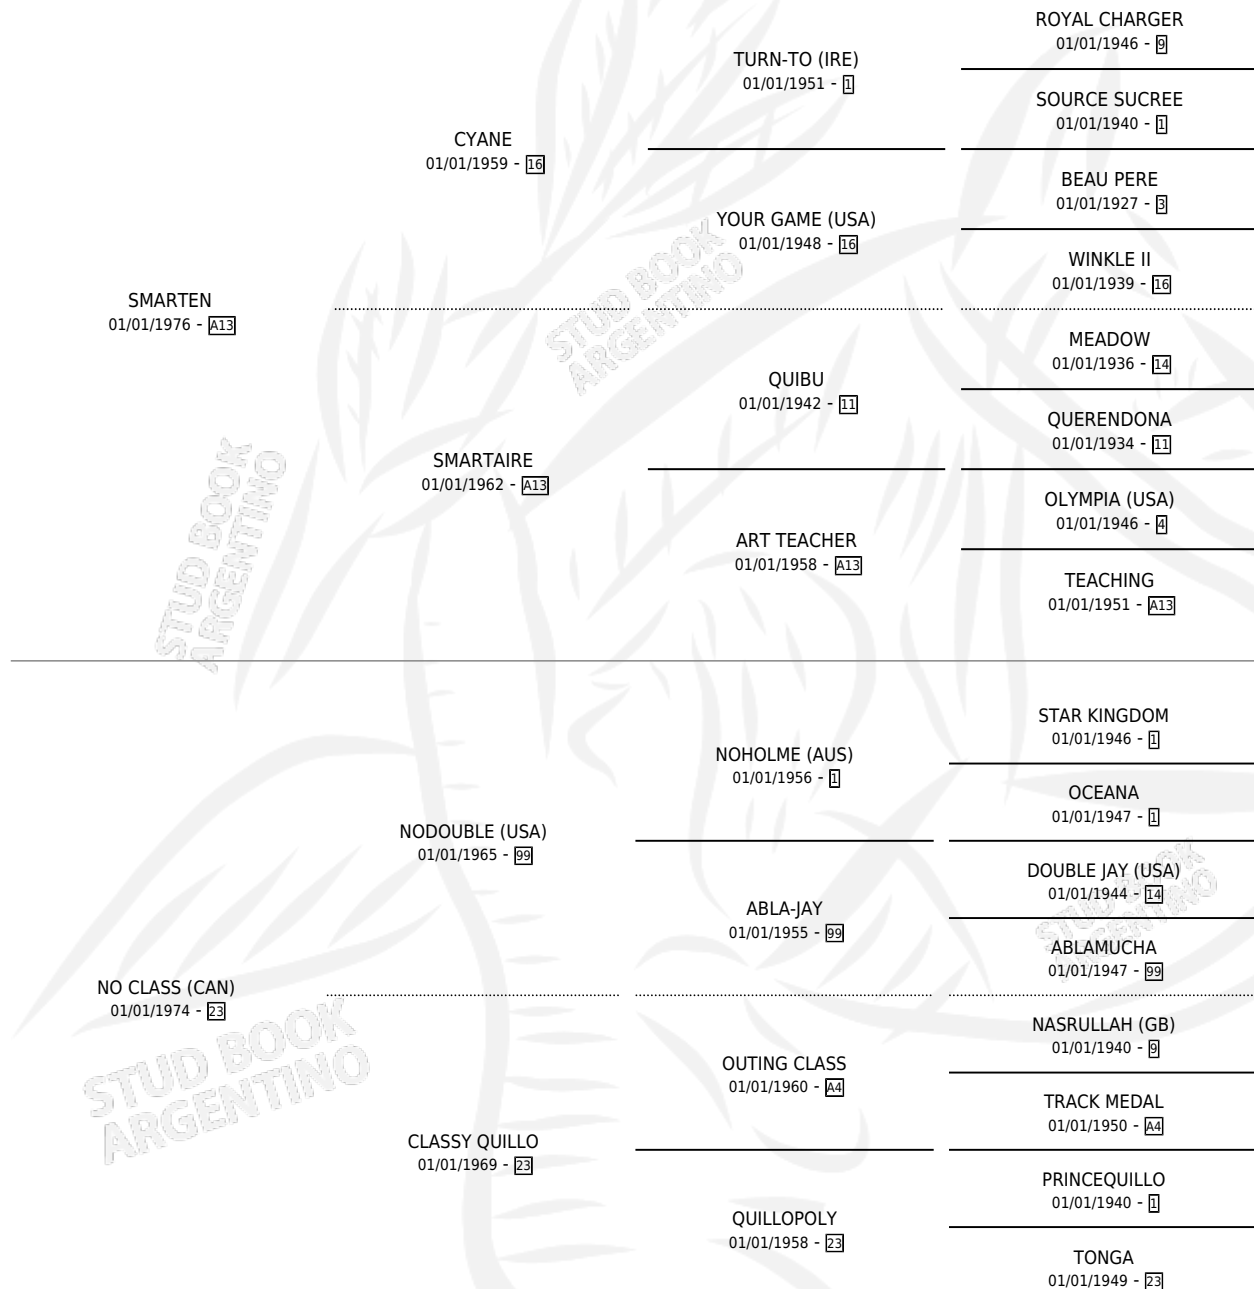 ROYAL CHARGER
01/01/1946 - 9
TURN-TO (IRE)
01/01/1951 - 1
SOURCE SUCREE
01/01/1940 - 1
CYANE
01/01/1959 - 16
BEAU PERE
01/01/1927 - 3
YOUR GAME (USA)
01/01/1948 - 16
WINKLE II
01/01/1939 - 16
SMARTEN
01/01/1976 - A13
STUD BOOK
ARGENTINO
MEADOW
01/01/1936 - 14
QUIBU
01/01/1942 - 11
QUERENDONA
01/01/1934 - 11
SMARTAIRE
01/01/1962 - A13
OLYMPIA (USA)
01/01/1946 - 4
ART TEACHER
01/01/1958 - A13
TEACHING
01/01/1951 - A13
STUD BOOK
ARGENTINO
STAR KINGDOM
01/01/1946 - 1
NOHOLME (AUS)
01/01/1956 - 1
OCEANA
01/01/1947 - 1
NODOUBLE (USA)
01/01/1965 - 99
DOUBLE JAY (USA)
01/01/1944 - 14
ABLA-JAY
01/01/1955 - 99
STUD BOOK
ARGENTINO
ABLAMUCHA
01/01/1947 - 99
NO CLASS (CAN)
01/01/1974 - 23
NASRULLAH (GB)
01/01/1940 - 9
OUTING CLASS
01/01/1960 - A4
TRACK MEDAL
01/01/1950 - A4
STUD BOOK
ARGENTINO
CLASSY QUILLO
01/01/1969 - 23
PRINCEQUILLO
01/01/1940 - 1
QUILLOPOLY
01/01/1958 - 23
TONGA
01/01/1949 - 23